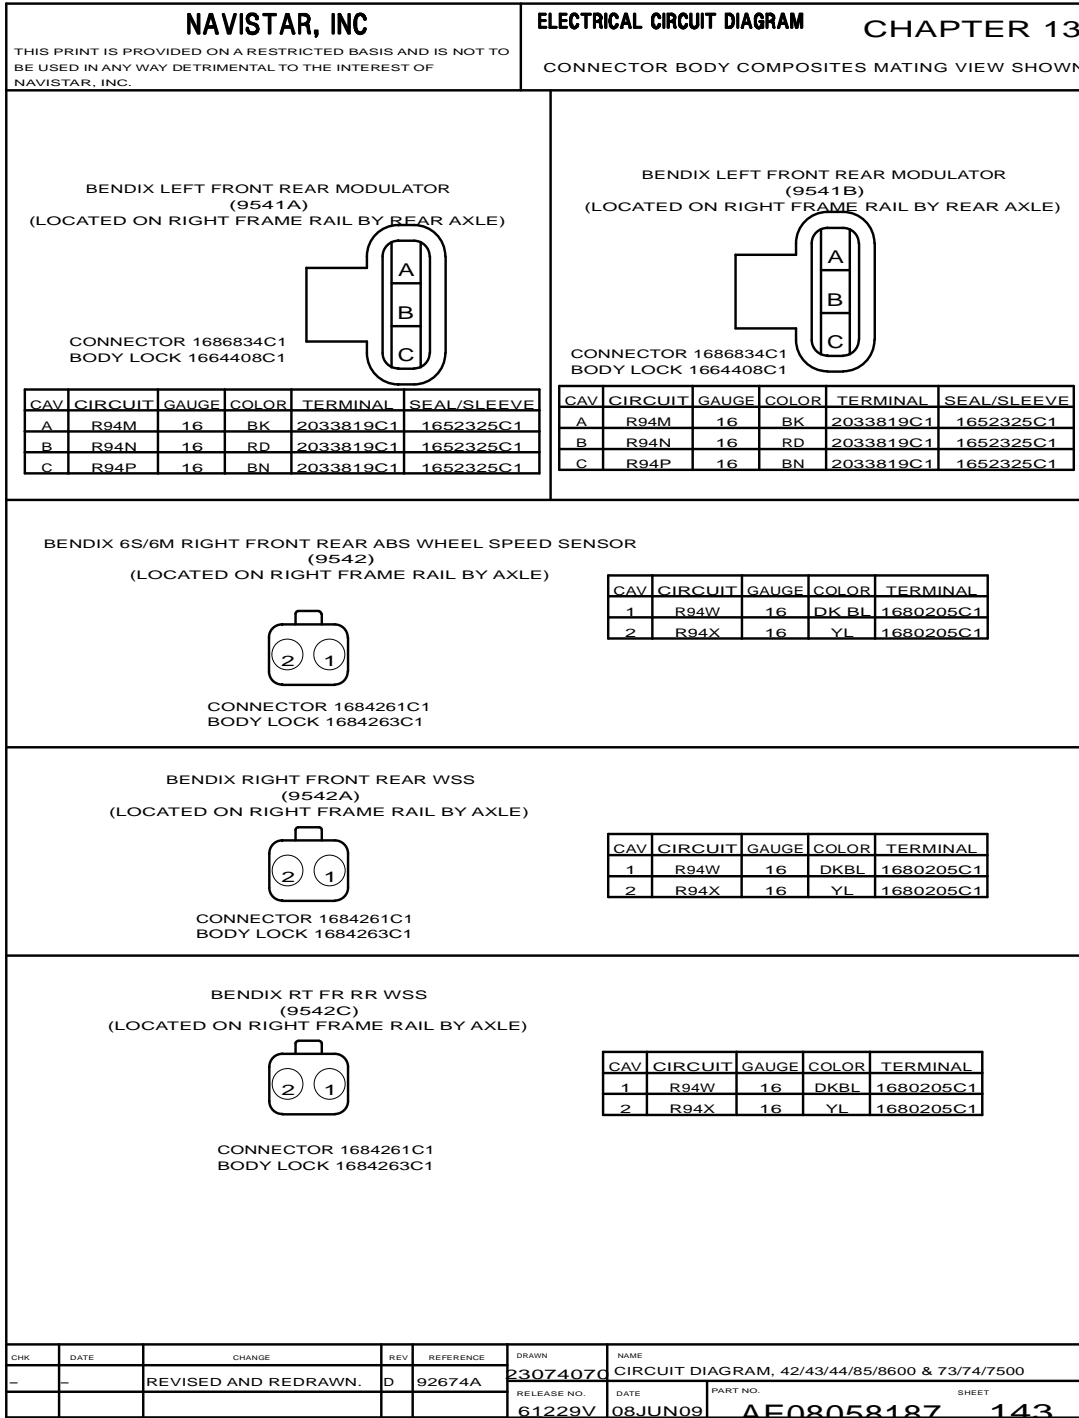 NAVISTAR, INC
THIS PRINT IS PROVIDED ON A RESTRICTED BASIS AND IS NOT TO
BE USED IN ANY WAY DETRIMENTAL TO THE INTEREST OF
NAVISTAR, INC.
ELECTRICAL CIRCUIT DIAGRAM CHAPTER 13
CONNECTOR BODY COMPOSITES MATING VIEW SHOWN
BENDIX LEFT FRONT REAR MODULATOR
(9541A)
(LOCATED ON RIGHT FRAME RAIL BY REAR AXLE)
A
B
C
CONNECTOR 1686834C1
BODY LOCK 1664408C1
CAV CIRCUIT GAUGE COLOR TERMINAL SEAL/SLEEVE
A R94M 16 BK 2033819C1 1652325C1
B R94N 16 RD 2033819C1 1652325C1
C R94P 16 BN 2033819C1 1652325C1
BENDIX LEFT FRONT REAR MODULATOR
(9541B)
(LOCATED ON RIGHT FRAME RAIL BY REAR AXLE)
A
B
C
CONNECTOR 1686834C1
BODY LOCK 1664408C1
CAV CIRCUIT GAUGE COLOR TERMINAL SEAL/SLEEVE
A R94M 16 BK 2033819C1 1652325C1
B R94N 16 RD 2033819C1 1652325C1
C R94P 16 BN 2033819C1 1652325C1
BENDIX 6S/6M RIGHT FRONT REAR ABS WHEEL SPEED SENSOR
(9542)
(LOCATED ON RIGHT FRAME RAIL BY AXLE)
2 1
CONNECTOR 1684261C1
BODY LOCK 1684263C1
CAV CIRCUIT GAUGE COLOR TERMINAL
1 R94W 16 DK BL 1680205C1
2 R94X 16 YL 1680205C1
BENDIX RIGHT FRONT REAR WSS
(9542A)
(LOCATED ON RIGHT FRAME RAIL BY AXLE)
2 1
CONNECTOR 1684261C1
BODY LOCK 1684263C1
CAV CIRCUIT GAUGE COLOR TERMINAL
1 R94W 16 DKBL 1680205C1
2 R94X 16 YL 1680205C1
BENDIX RT FR RR WSS
(9542C)
(LOCATED ON RIGHT FRAME RAIL BY AXLE)
2 1
CONNECTOR 1684261C1
BODY LOCK 1684263C1
CAV CIRCUIT GAUGE COLOR TERMINAL
1 R94W 16 DKBL 1680205C1
2 R94X 16 YL 1680205C1
CHK DATE CHANGE REV REFERENCE
– – REVISED AND REDRAWN. D 92674A
DRAWN NAME
23074070 CIRCUIT DIAGRAM, 42/43/44/85/8600 & 73/74/7500
RELEASE NO. DATE PART NO. SHEET
61229V 08JUN09 AE08058187 143